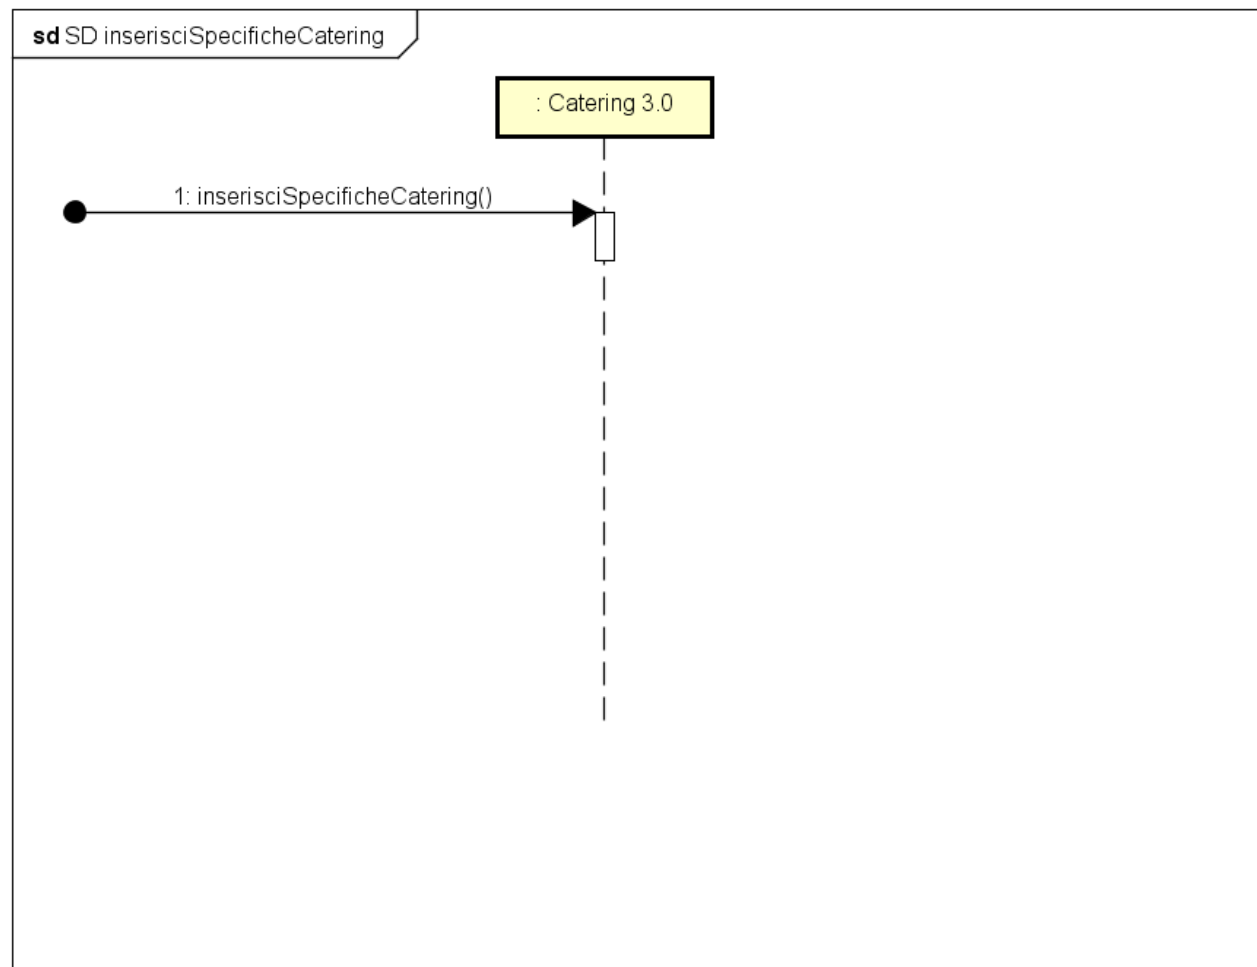 sd SD inserisciSpecificheCatering
: Catering 3.0
1: inserisciSpecificheCatering()